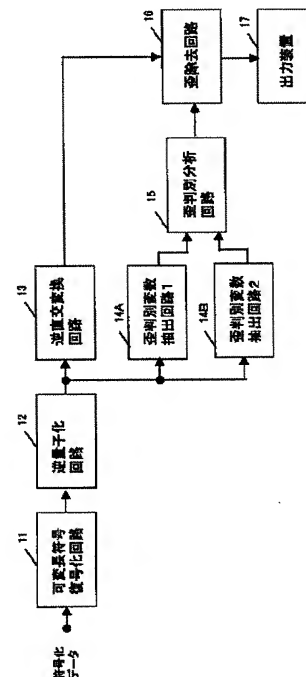 符号化
データ
11
可変長符号
復号化回路
12
逆量子化
回路
13
逆直交変換
回路
14A
歪判別変数
抽出回路1
14B
歪判別変数
抽出回路2
15
歪判別分析
回路
16
歪除去回路
17
出力装置